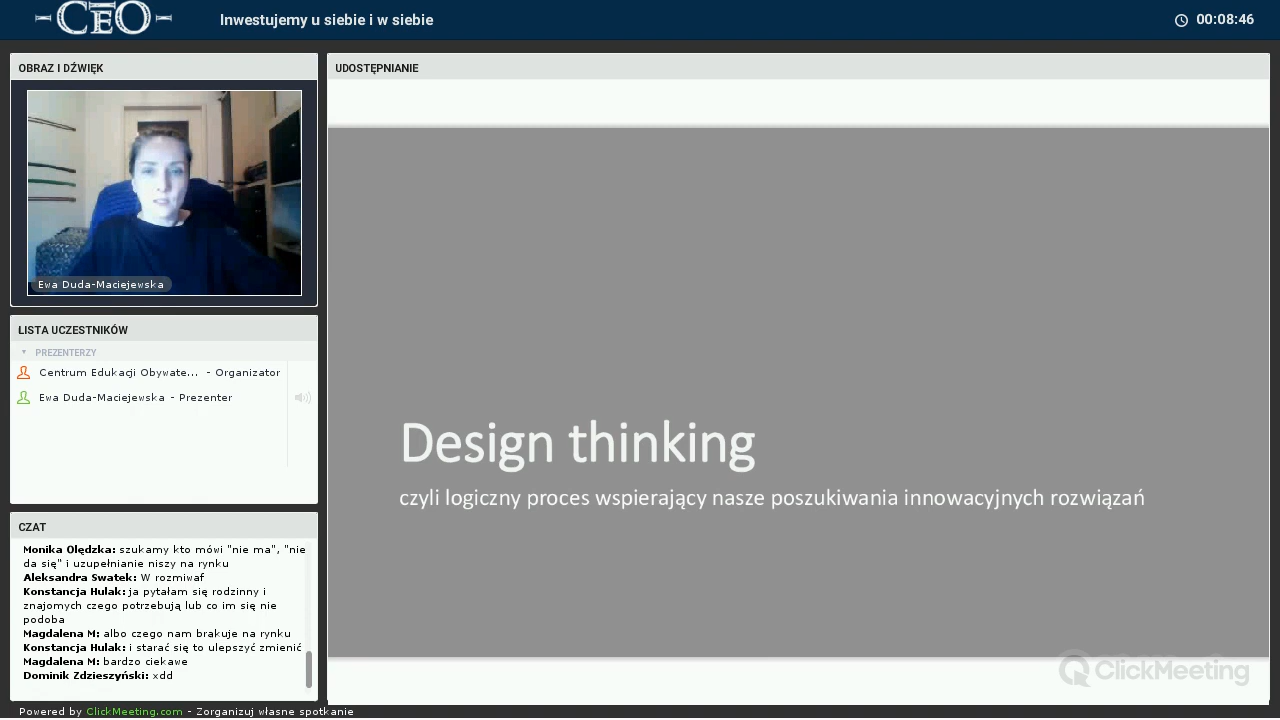 CEO
Inwestujemy u siebie i w siebie
00:08:46
OBRAZ I DŹWIĘK
Ewa Duda-Maciejewska
LISTA UCZESTNIKÓW
PREZENTERZY
Centrum Edukacji Obywate... - Organizator
Ewa Duda-Maciejewska - Prezenter
CZAT
Monika Olędzka: szukamy kto mówi "nie ma", "nie
da się" i uzupełnianie niszy na rynku
Aleksandra Swatek: W rozmiwaf
Konstancja Hulak: ja pytałam się rodzinny i
znajomych czego potrzebują lub co im się nie
podoba
Magdalena M: albo czego nam brakuje na rynku
Konstancja Hulak: i starać się to ulepszyć zmienić
Magdalena M: bardzo ciekawe
Dominik Zdzieszyński: xdd
UDOSTĘPNIANIE
Design thinking
czyli logiczny proces wspierający nasze poszukiwania innowacyjnych rozwiązań
ClickMeeting
Powered by ClickMeeting.com - Zorganizuj własne spotkanie